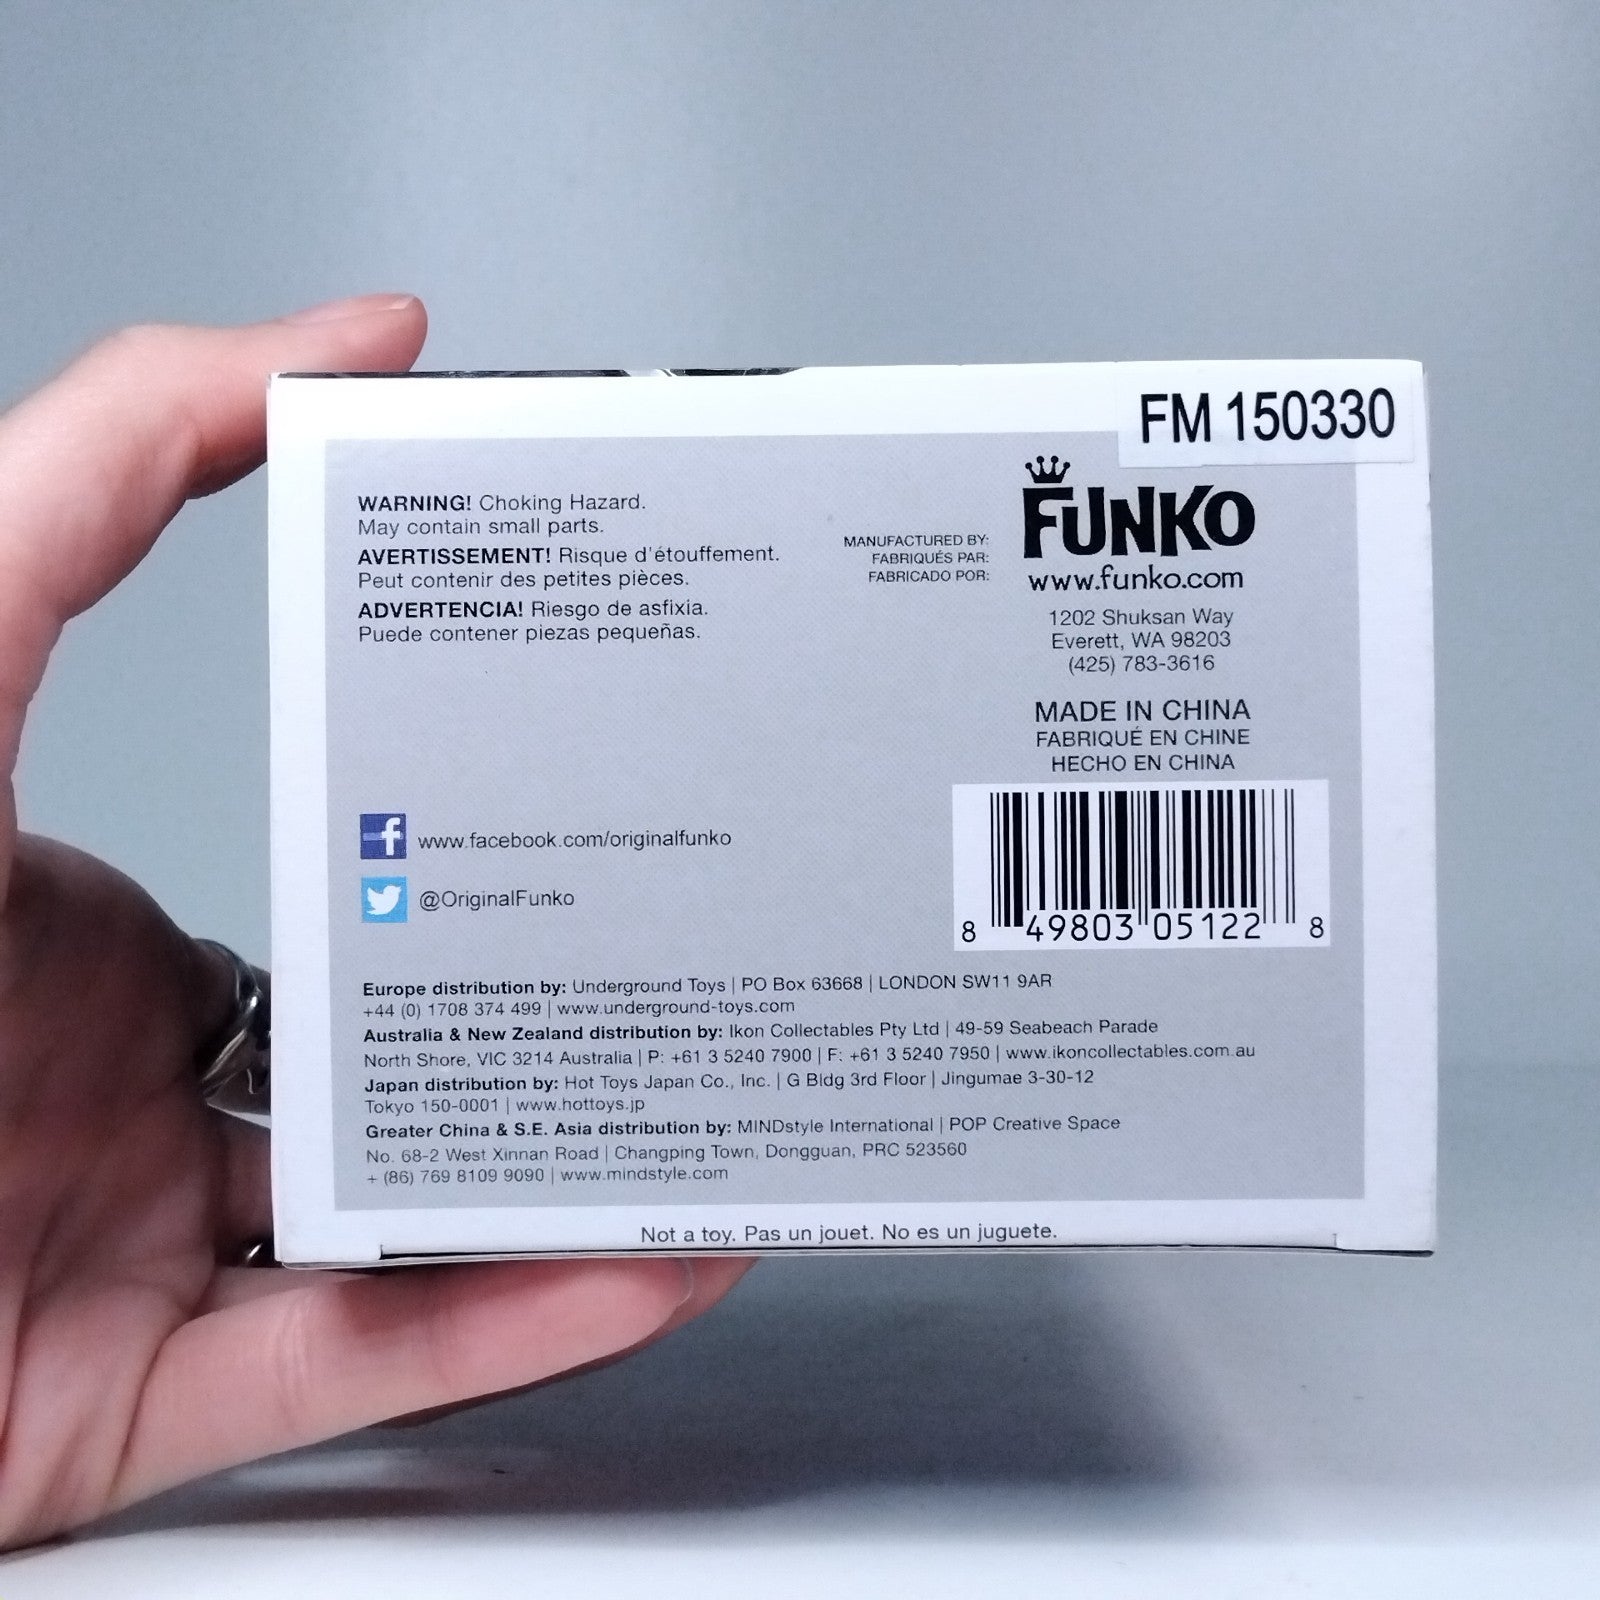 FM 150330
WARNING! Choking Hazard.
May contain small parts.
AVERTISSEMENT! Risque d'étouffement.
Peut contenir des petites pièces.
ADVERTENCIA! Riesgo de asfixia.
Puede contener piezas pequeñas.
MANUFACTURED BY:
FABRIQUÉS PAR:
FABRICADO POR:
FUNKO
www.funko.com
1202 Shuksan Way
Everett, WA 98203
(425) 783-3616
MADE IN CHINA
FABRIQUÉ EN CHINE
HECHO EN CHINA
f www.facebook.com/originalfunko
@OriginalFunko
8 49803 05122 8
Europe distribution by: Underground Toys | PO Box 63668 | LONDON SW11 9AR
+44 (0) 1708 374 499 | www.underground-toys.com
Australia & New Zealand distribution by: Ikon Collectables Pty Ltd | 49-59 Seabeach Parade
North Shore, VIC 3214 Australia | P: +61 3 5240 7900 | F: +61 3 5240 7950 | www.ikoncollectables.com.au
Japan distribution by: Hot Toys Japan Co., Inc. | G Bldg 3rd Floor | Jingumae 3-30-12
Tokyo 150-0001 | www.hottoys.jp
Greater China & S.E. Asia distribution by: MINDstyle International | POP Creative Space
No. 68-2 West Xinnan Road | Changping Town, Dongguan, PRC 523560
+ (86) 769 8109 9090 | www.mindstyle.com
Not a toy. Pas un jouet. No es un juguete.